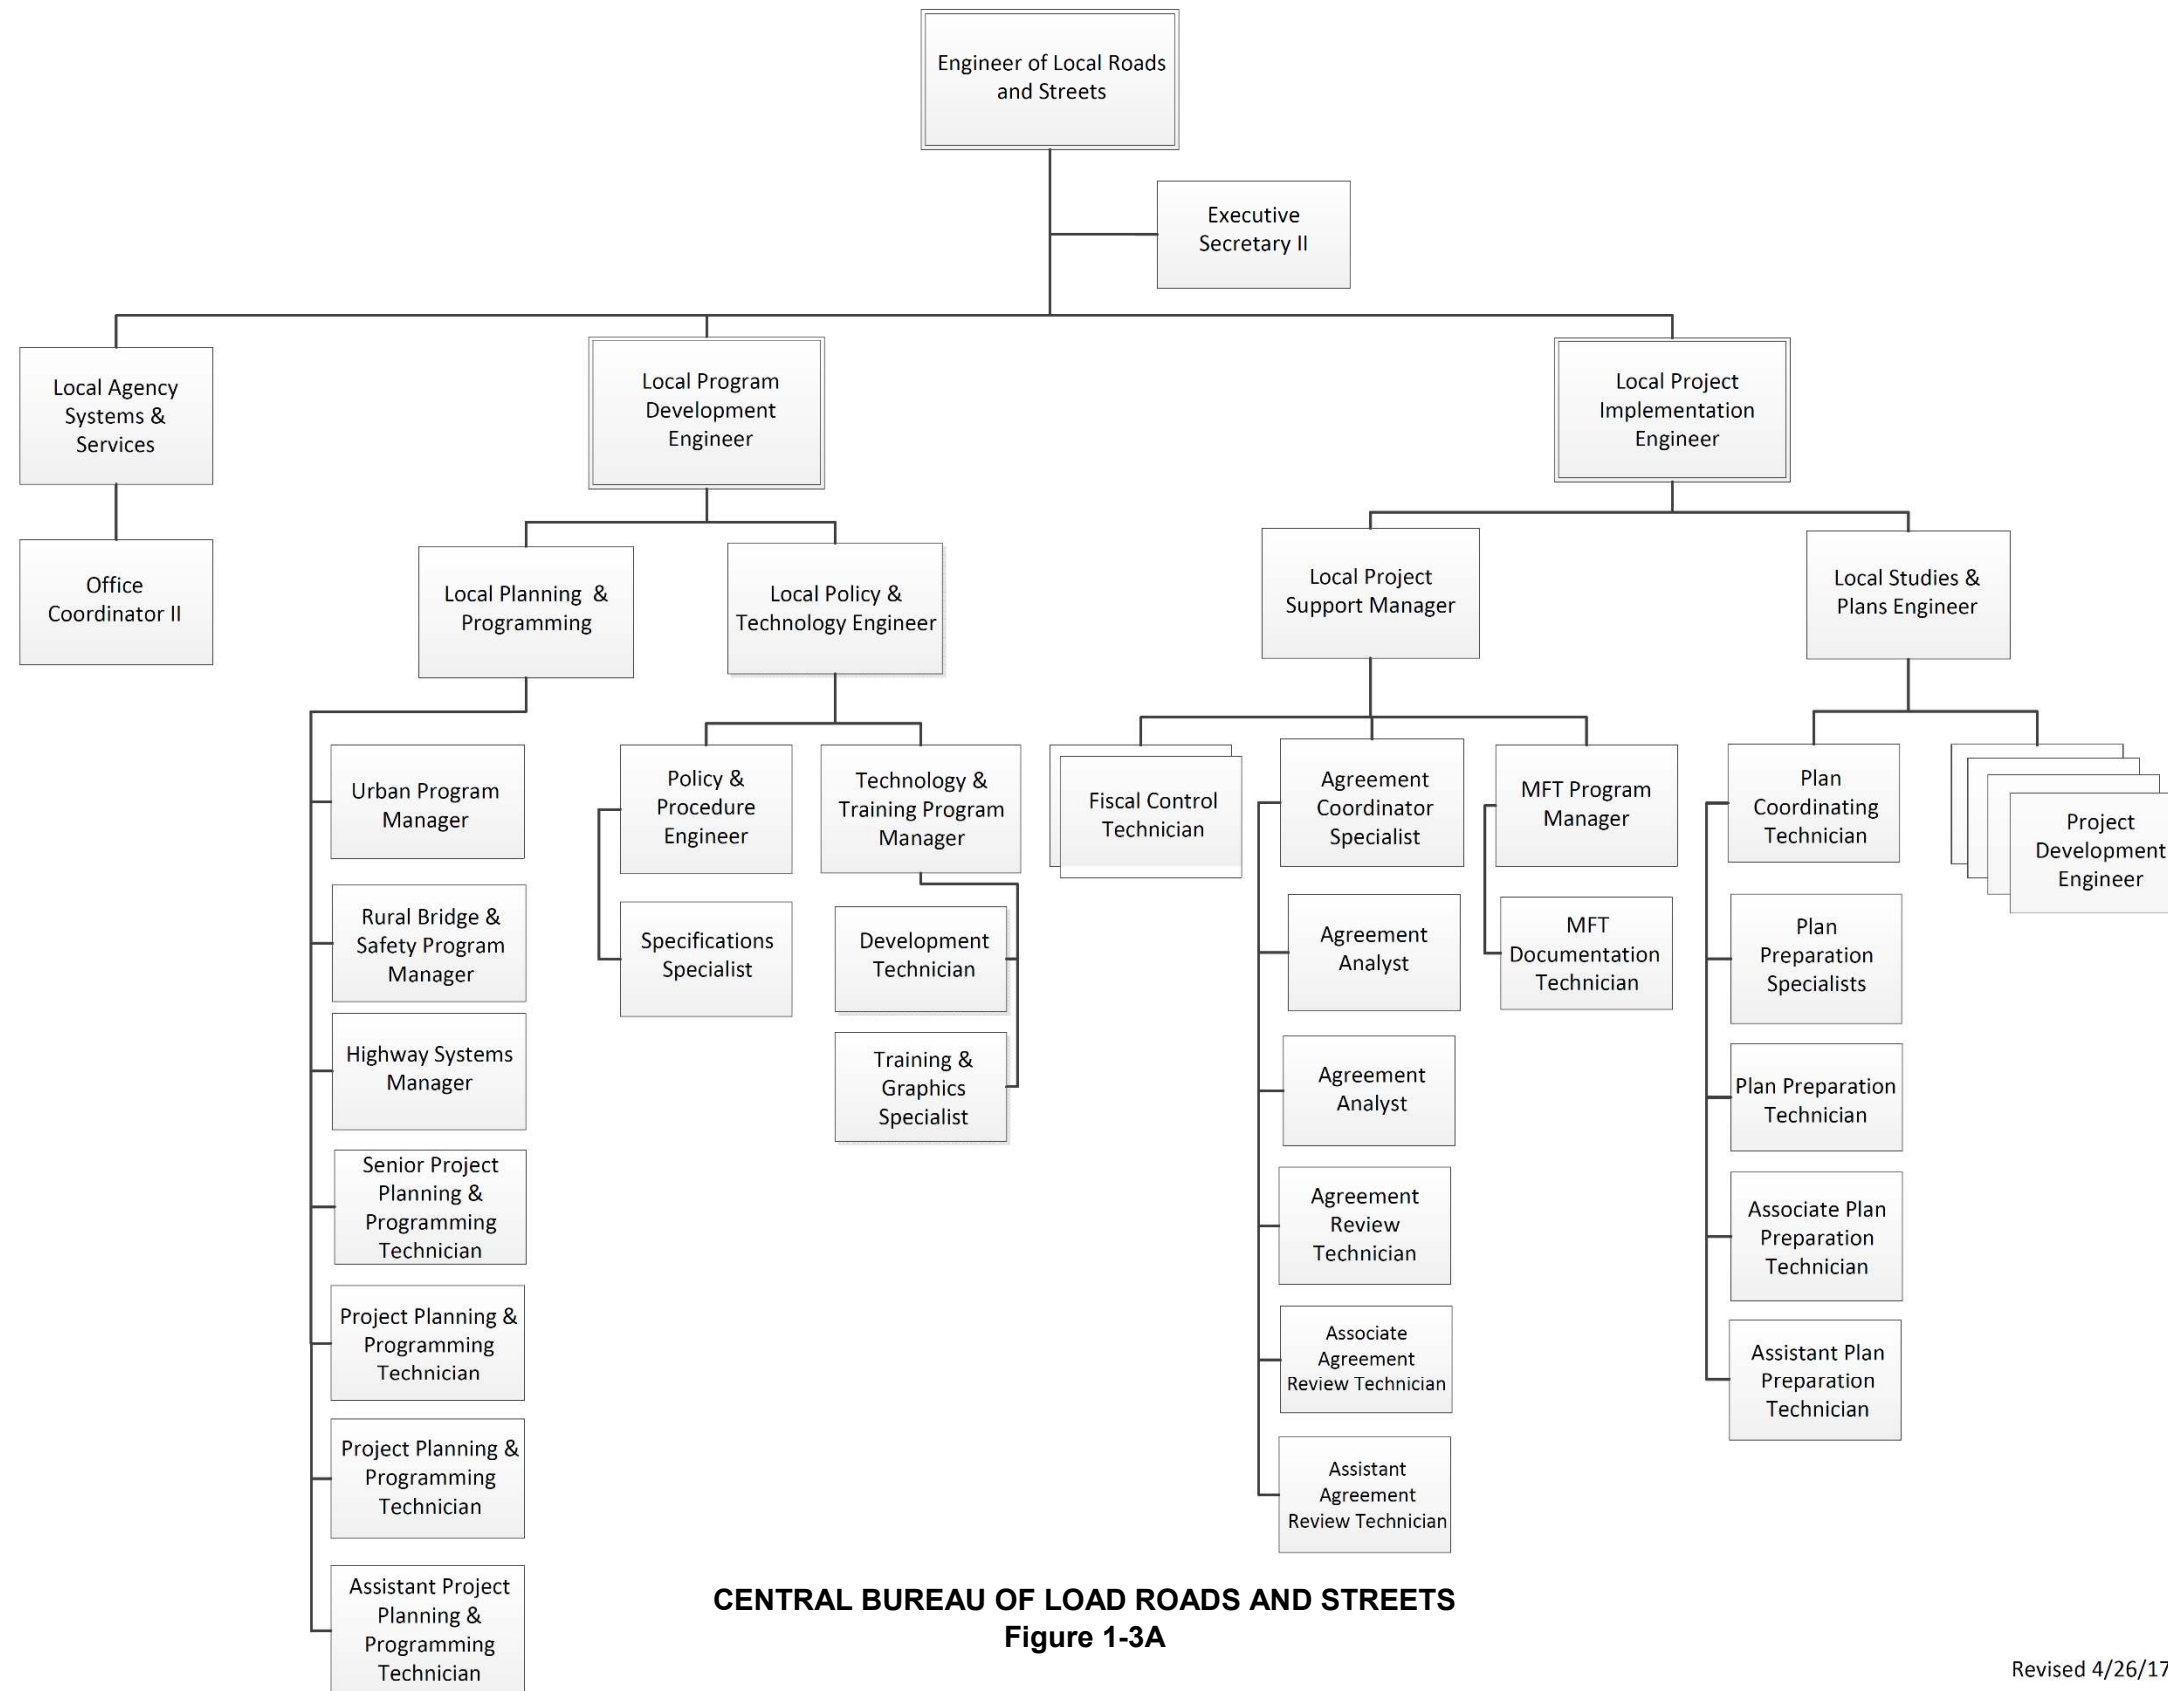 Engineer of Local Roads
and Streets
Executive
Secretary II
Local Agency
Systems &
Services
Local Program
Development
Engineer
Local Project
Implementation
Engineer
Office
Coordinator II
Local Planning &
Programming
Local Policy &
Technology Engineer
Local Project
Support Manager
Local Studies &
Plans Engineer
Urban Program
Manager
Rural Bridge &
Safety Program
Manager
Highway Systems
Manager
Senior Project
Planning &
Programming
Technician
Project Planning &
Programming
Technician
Project Planning &
Programming
Technician
Assistant Project
Planning &
Programming
Technician
Policy &
Procedure
Engineer
Specifications
Specialist
Technology &
Training Program
Manager
Development
Technician
Training &
Graphics
Specialist
Fiscal Control
Technician
Agreement
Coordinator
Specialist
Agreement
Analyst
Agreement
Analyst
Agreement
Review
Technician
Associate
Agreement
Review Technician
Assistant
Agreement
Review Technician
MFT Program
Manager
MFT
Documentation
Technician
Plan
Coordinating
Technician
Plan
Preparation
Specialists
Plan Preparation
Technician
Associate Plan
Preparation
Technician
Assistant Plan
Preparation
Technician
Project
Development
Engineer
CENTRAL BUREAU OF LOAD ROADS AND STREETS
Figure 1-3A
Revised 4/26/17